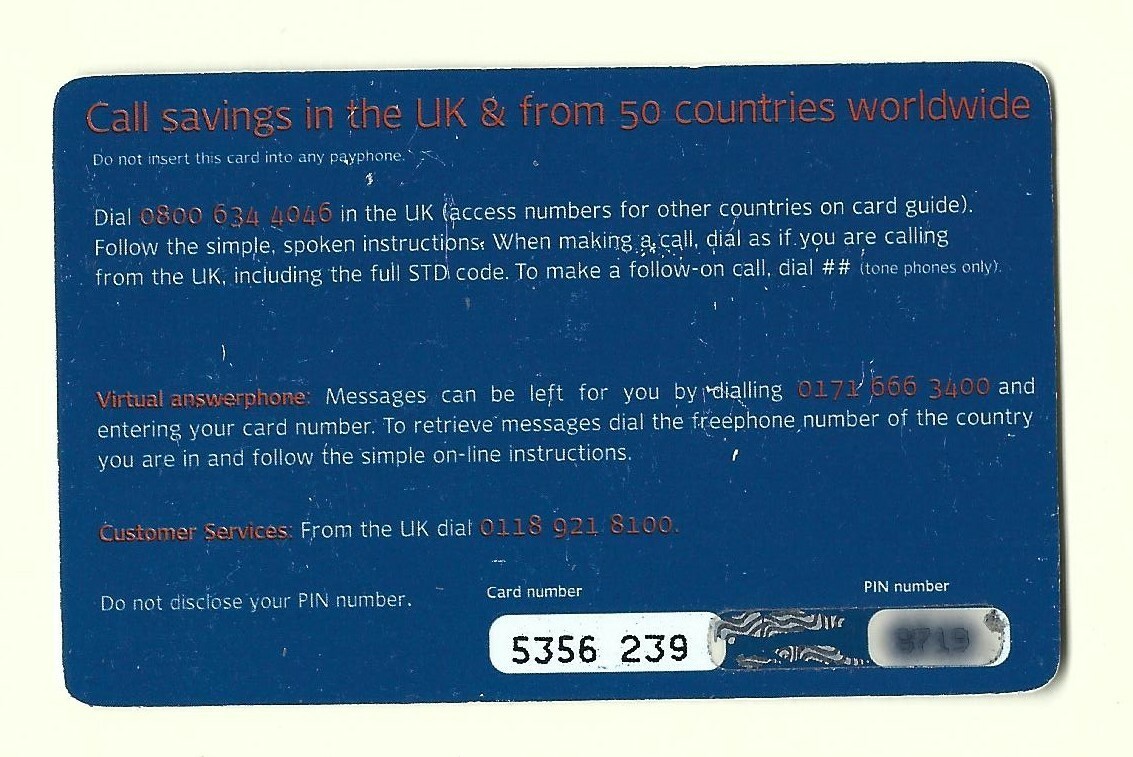 Call savings in the UK & from 50 countries worldwide
Do not insert this card into any payphone.
Dial 0800 634 4046 in the UK (access numbers for other countries on card guide).
Follow the simple, spoken instructions. When making a call, dial as if you are calling
from the UK, including the full STD code. To make a follow-on call, dial ## (tone phones only).
Virtual answerphone: Messages can be left for you by dialling 0171 666 3400 and
entering your card number. To retrieve messages dial the freephone number of the country
you are in and follow the simple on-line instructions.
Customer Services: From the UK dial 0118 921 8100.
Do not disclose your PIN number.
Card number
PIN number
5356 239